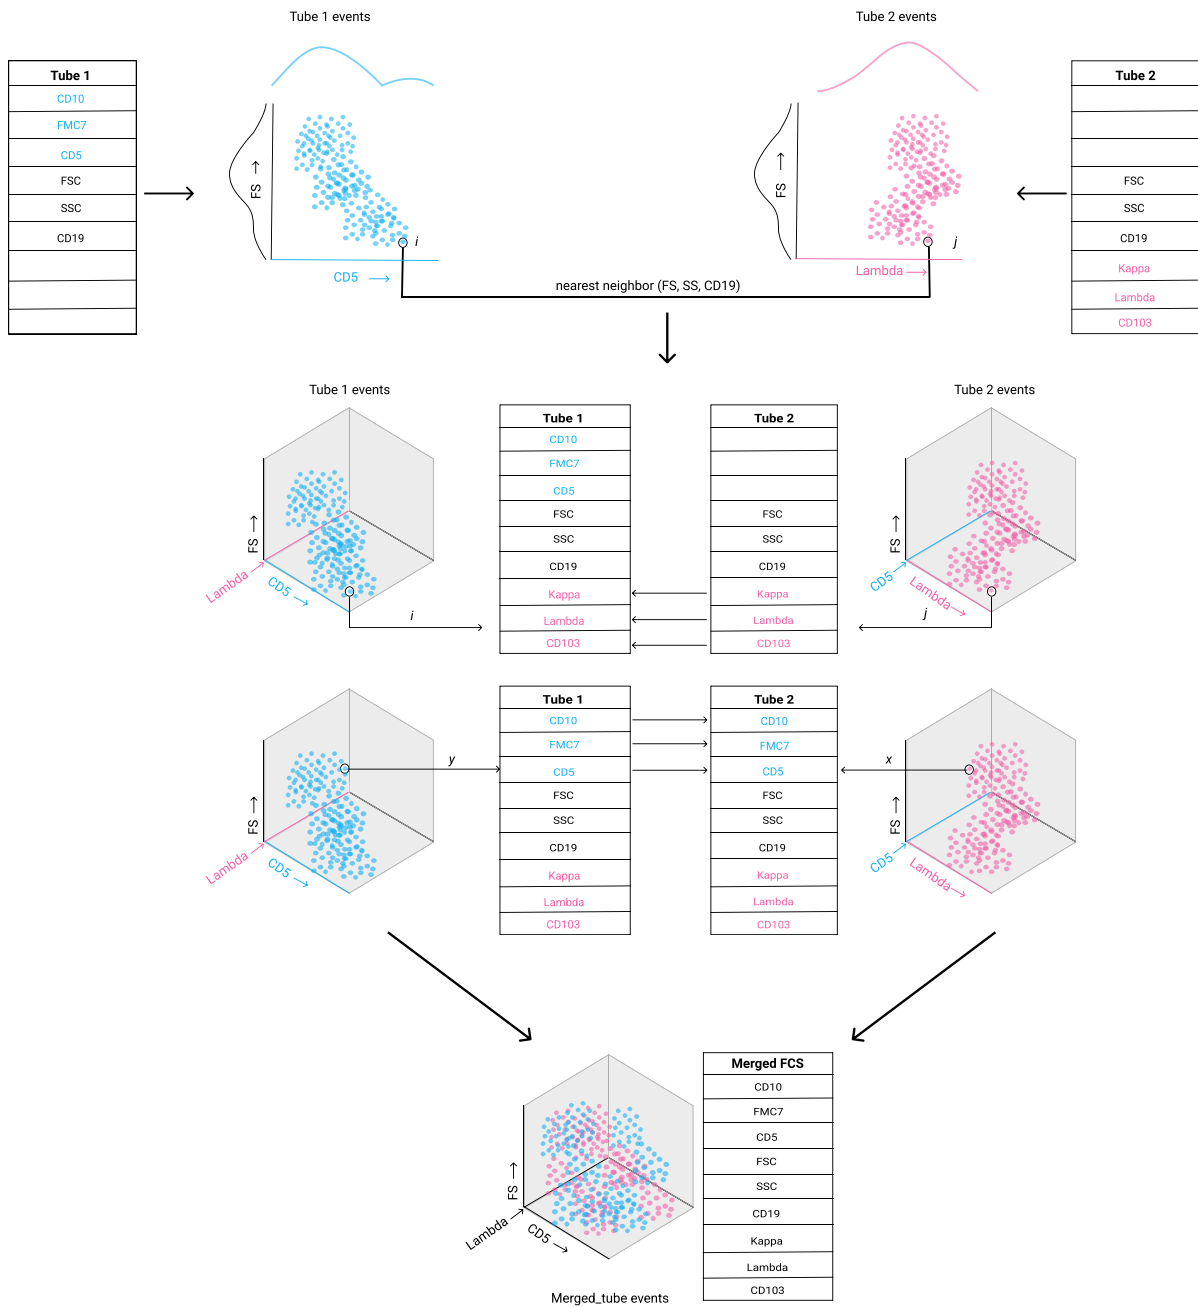 Tube 1 events
Tube 2 events
Tube 1
CD10
FMC7
CD5
FSC
SSC
CD19
FS
CD5
i
FS
Lambda
j
Tube 2
FSC
SSC
CD19
Kappa
Lambda
CD103
nearest neighbor (FS, SS, CD19)
Tube 1 events
FS
Lambda
CD5
i
Tube 1
CD10
FMC7
CD5
FSC
SSC
CD19
Kappa
Lambda
CD103
Tube 2
FSC
SSC
CD19
Kappa
Lambda
CD103
Tube 2 events
FS
CD5
Lambda
j
FS
Lambda
CD5
y
Tube 1
CD10
FMC7
CD5
FSC
SSC
CD19
Kappa
Lambda
CD103
Tube 2
CD10
FMC7
CD5
FSC
SSC
CD19
Kappa
Lambda
CD103
x
FS
CD5
Lambda
FS
Lambda
CD5
Merged_tube events
Merged FCS
CD10
FMC7
CD5
FSC
SSC
CD19
Kappa
Lambda
CD103